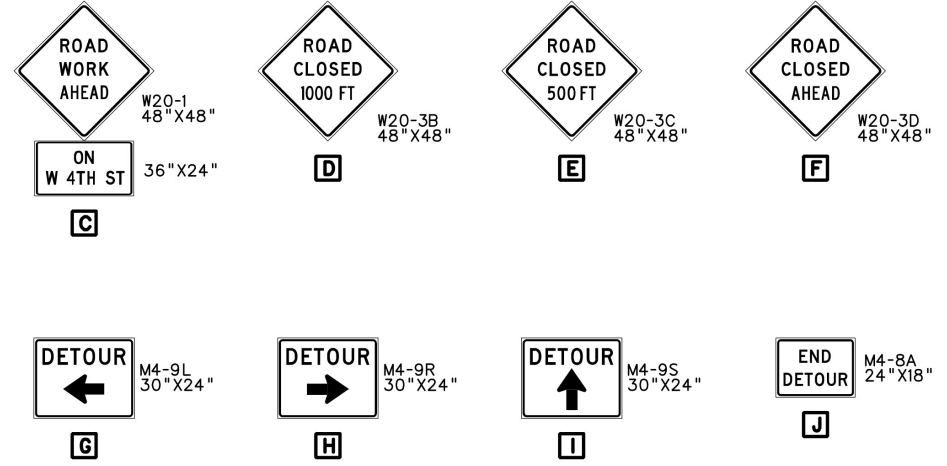 ROAD
WORK
AHEAD
W20-1
48"X48"
ON
W 4TH ST
36"X24"
C
ROAD
CLOSED
1000 FT
W20-3B
48"X48"
D
ROAD
CLOSED
500 FT
W20-3C
48"X48"
E
ROAD
CLOSED
AHEAD
W20-3D
48"X48"
F
DETOUR
M4-9L
30"X24"
G
DETOUR
M4-9R
30"X24"
H
DETOUR
M4-9S
30"X24"
I
END
DETOUR
M4-8A
24"X18"
J